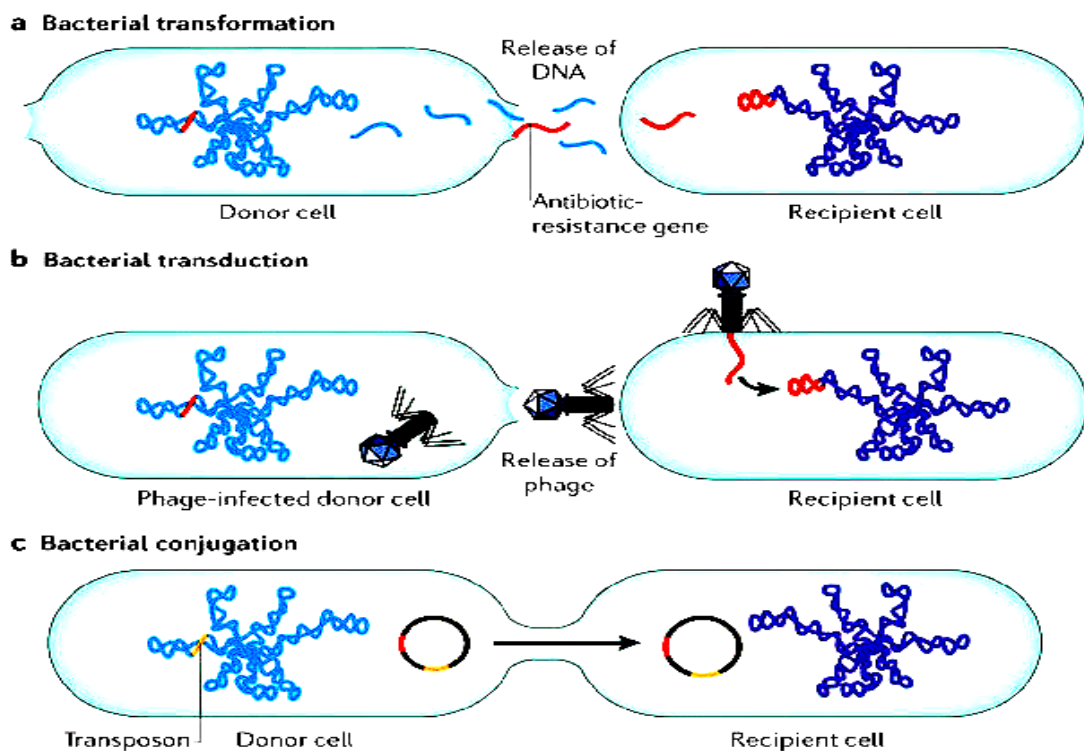 a Bacterial transformation
Release of
DNA
Donor cell
Antibiotic-
resistance gene
Recipient cell
b Bacterial transduction
Phage-infected donor cell
Release of
phage
Recipient cell
c Bacterial conjugation
Transposon
Donor cell
Recipient cell